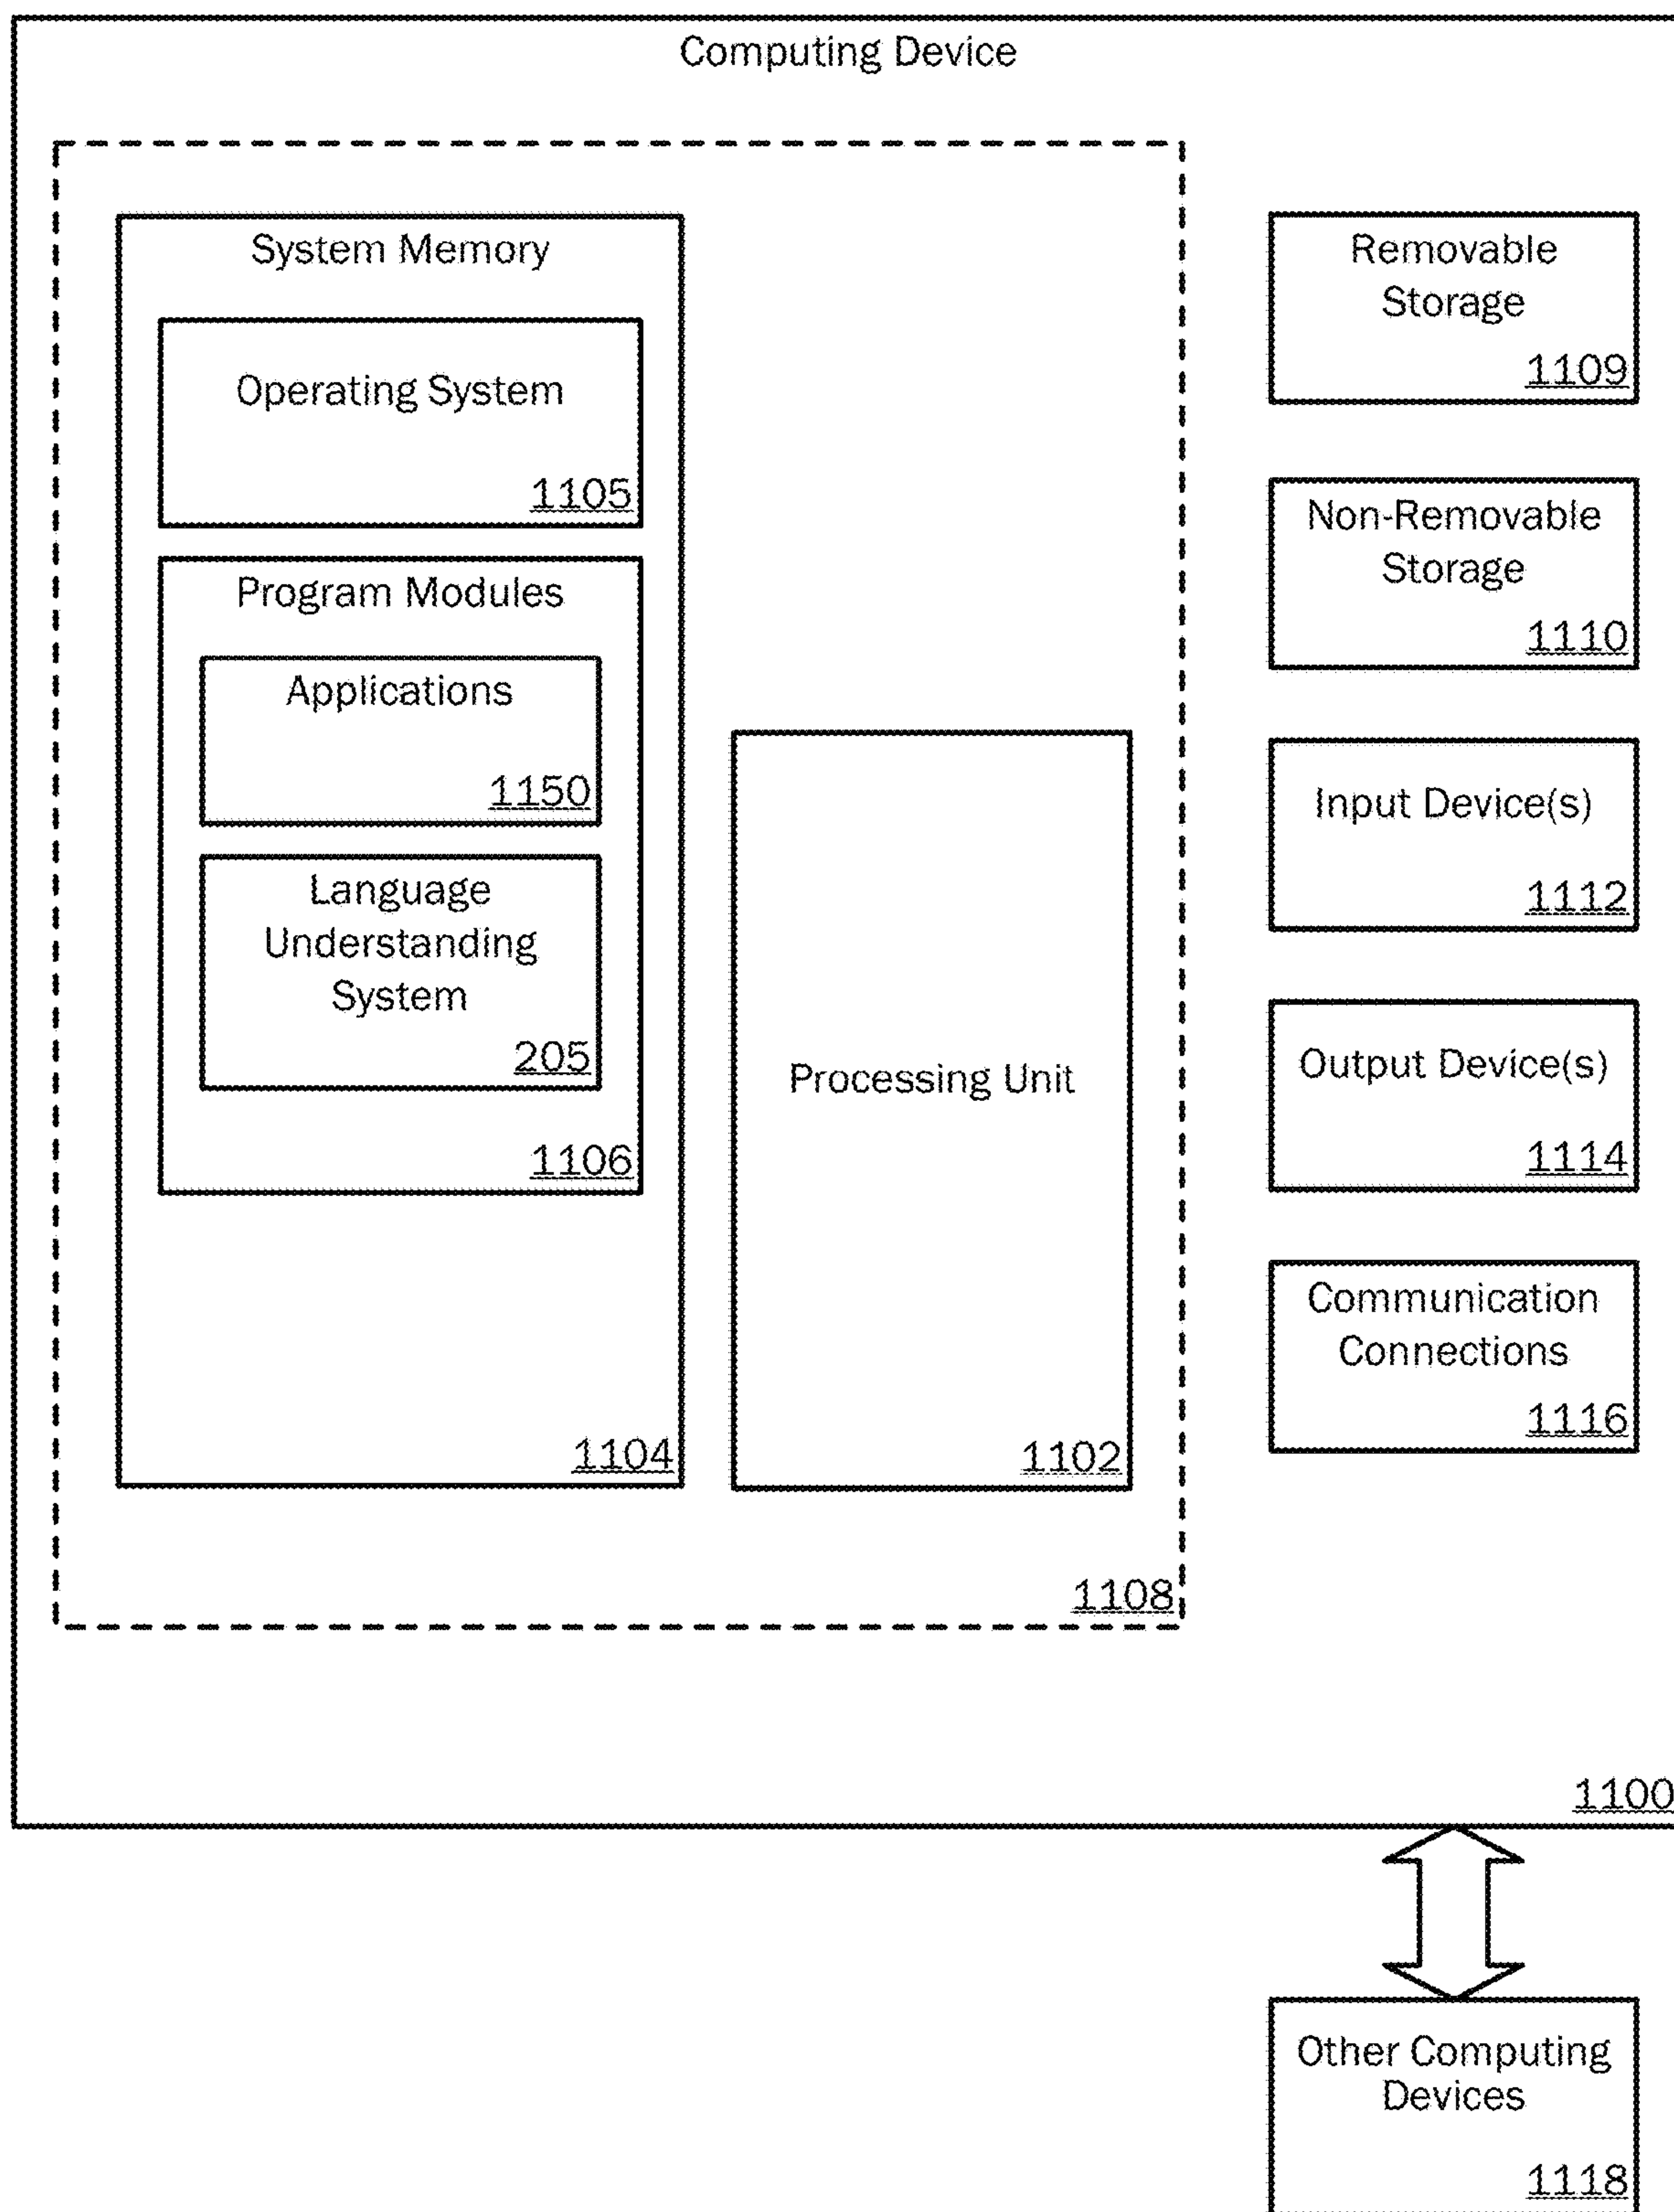 Computing Device
System Memory
Operating System
1105
Program Modules
Applications
1150
Language
Understanding
System
205
1106
1104
Processing Unit
1102
1108
Removable
Storage
1109
Non-Removable
Storage
1110
Input Device(s)
1112
Output Device(s)
1114
Communication
Connections
1116
1100
Other Computing
Devices
1118